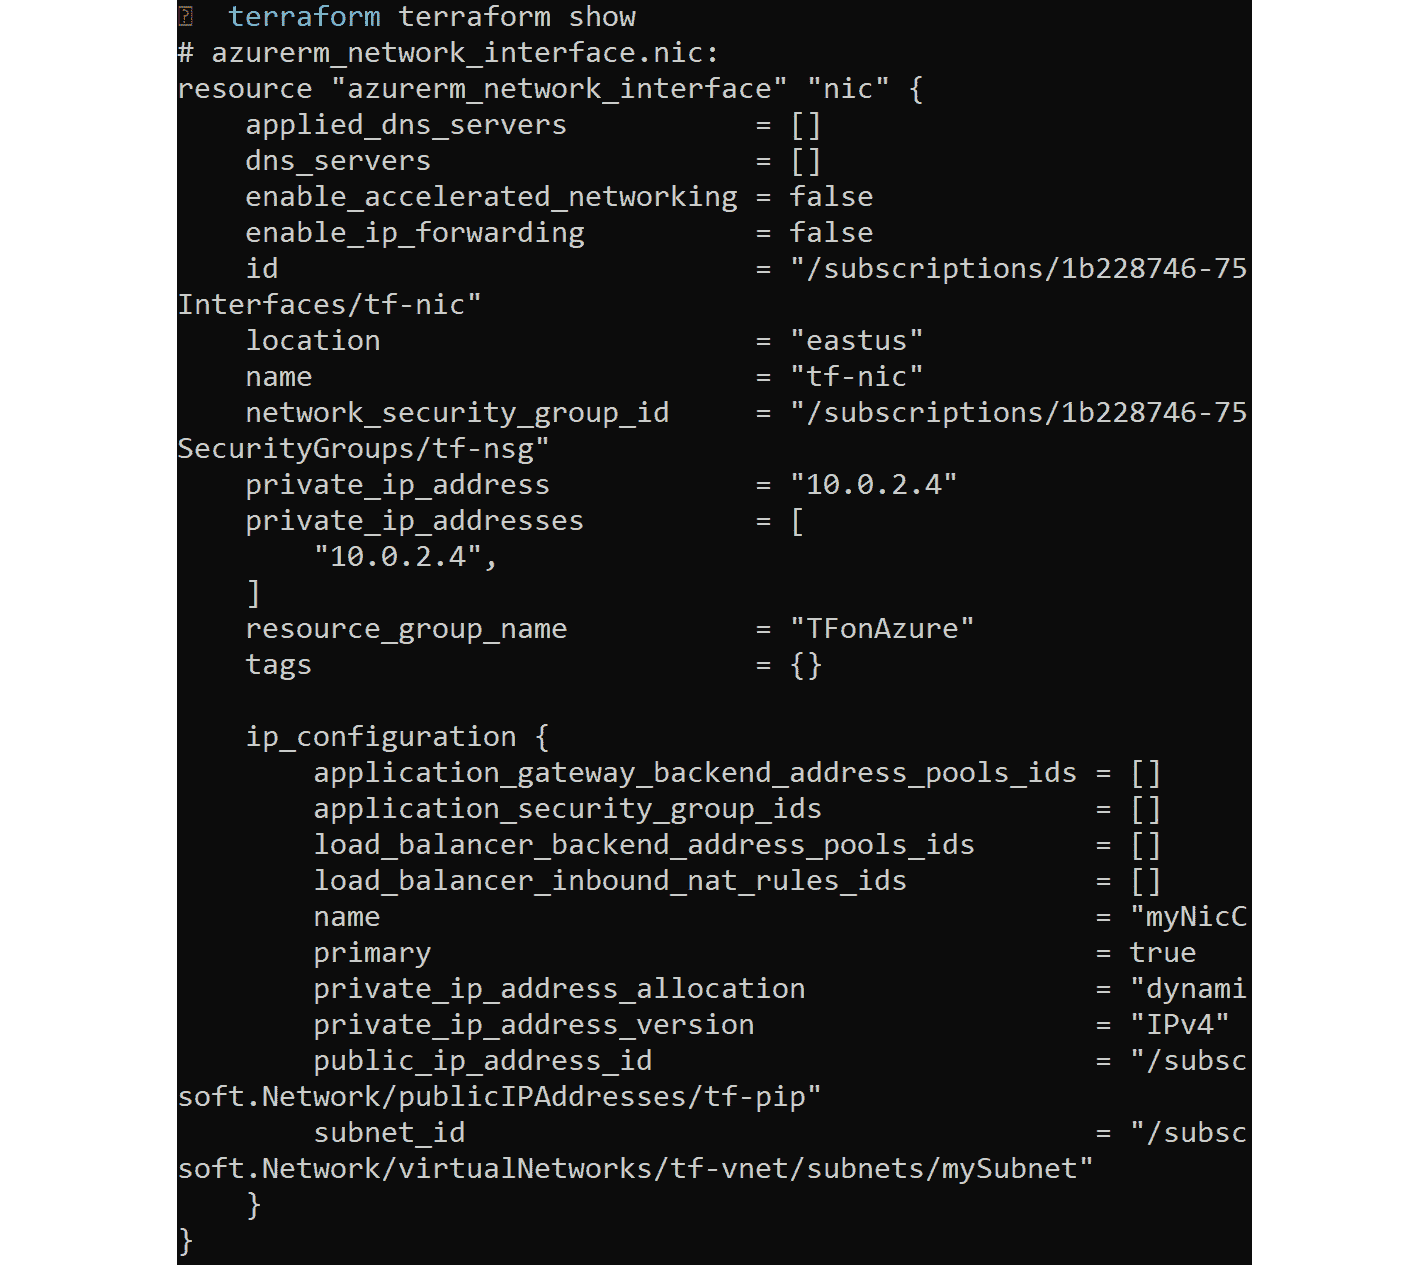 terraform terraform show
# azurerm_network_interface.nic:
resource "azurerm_network_interface" "nic" {
    applied_dns_servers           = []
    dns_servers                   = []
    enable_accelerated_networking = false
    enable_ip_forwarding          = false
    id                            = "/subscriptions/1b228746-75
Interfaces/tf-nic"
    location                      = "eastus"
    name                          = "tf-nic"
    network_security_group_id     = "/subscriptions/1b228746-75
SecurityGroups/tf-nsg"
    private_ip_address            = "10.0.2.4"
    private_ip_addresses          = [
        "10.0.2.4",
    ]
    resource_group_name           = "TFonAzure"
    tags                          = {}

    ip_configuration {
        application_gateway_backend_address_pools_ids = []
        application_security_group_ids                = []
        load_balancer_backend_address_pools_ids       = []
        load_balancer_inbound_nat_rules_ids           = []
        name                                          = "myNicC
        primary                                       = true
        private_ip_address_allocation                 = "dynami
        private_ip_address_version                    = "IPv4"
        public_ip_address_id                          = "/subsc
soft.Network/publicIPAddresses/tf-pip"
        subnet_id                                     = "/subsc
soft.Network/virtualNetworks/tf-vnet/subnets/mySubnet"
    }
}